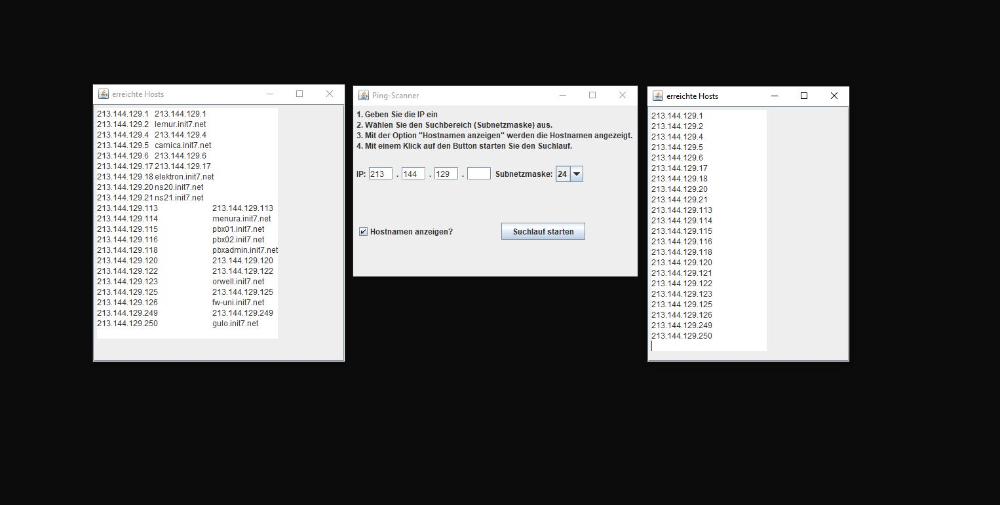 erreichte Hosts
213.144.129.1 213.144.129.1
213.144.129.2 lemur.init7.net
213.144.129.4 213.144.129.4
213.144.129.5 carnica.init7.net
213.144.129.6 213.144.129.6
213.144.129.17 213.144.129.17
213.144.129.18 elektron.init7.net
213.144.129.20 ns20.init7.net
213.144.129.21 ns21.init7.net
213.144.129.113 213.144.129.113
213.144.129.114 menura.init7.net
213.144.129.115 pbx01.init7.net
213.144.129.116 pbx02.init7.net
213.144.129.118 pbxadmin.init7.net
213.144.129.120 213.144.129.120
213.144.129.122 213.144.129.122
213.144.129.123 orwell.init7.net
213.144.129.125 213.144.129.125
213.144.129.126 fw-uni.init7.net
213.144.129.249 213.144.129.249
213.144.129.250 gulo.init7.net
Ping-Scanner
1. Geben Sie die IP ein
2. Wählen Sie den Suchbereich (Subnetzmaske) aus.
3. Mit der Option "Hostnamen anzeigen" werden die Hostnamen angezeigt.
4. Mit einem Klick auf den Button starten Sie den Suchlauf.
IP: 213 . 144 . 129 . Subnetzmaske: 24
Hostnamen anzeigen? Suchlauf starten
erreichte Hosts
213.144.129.1
213.144.129.2
213.144.129.4
213.144.129.5
213.144.129.6
213.144.129.17
213.144.129.18
213.144.129.20
213.144.129.21
213.144.129.113
213.144.129.114
213.144.129.115
213.144.129.116
213.144.129.118
213.144.129.120
213.144.129.121
213.144.129.122
213.144.129.123
213.144.129.125
213.144.129.126
213.144.129.249
213.144.129.250